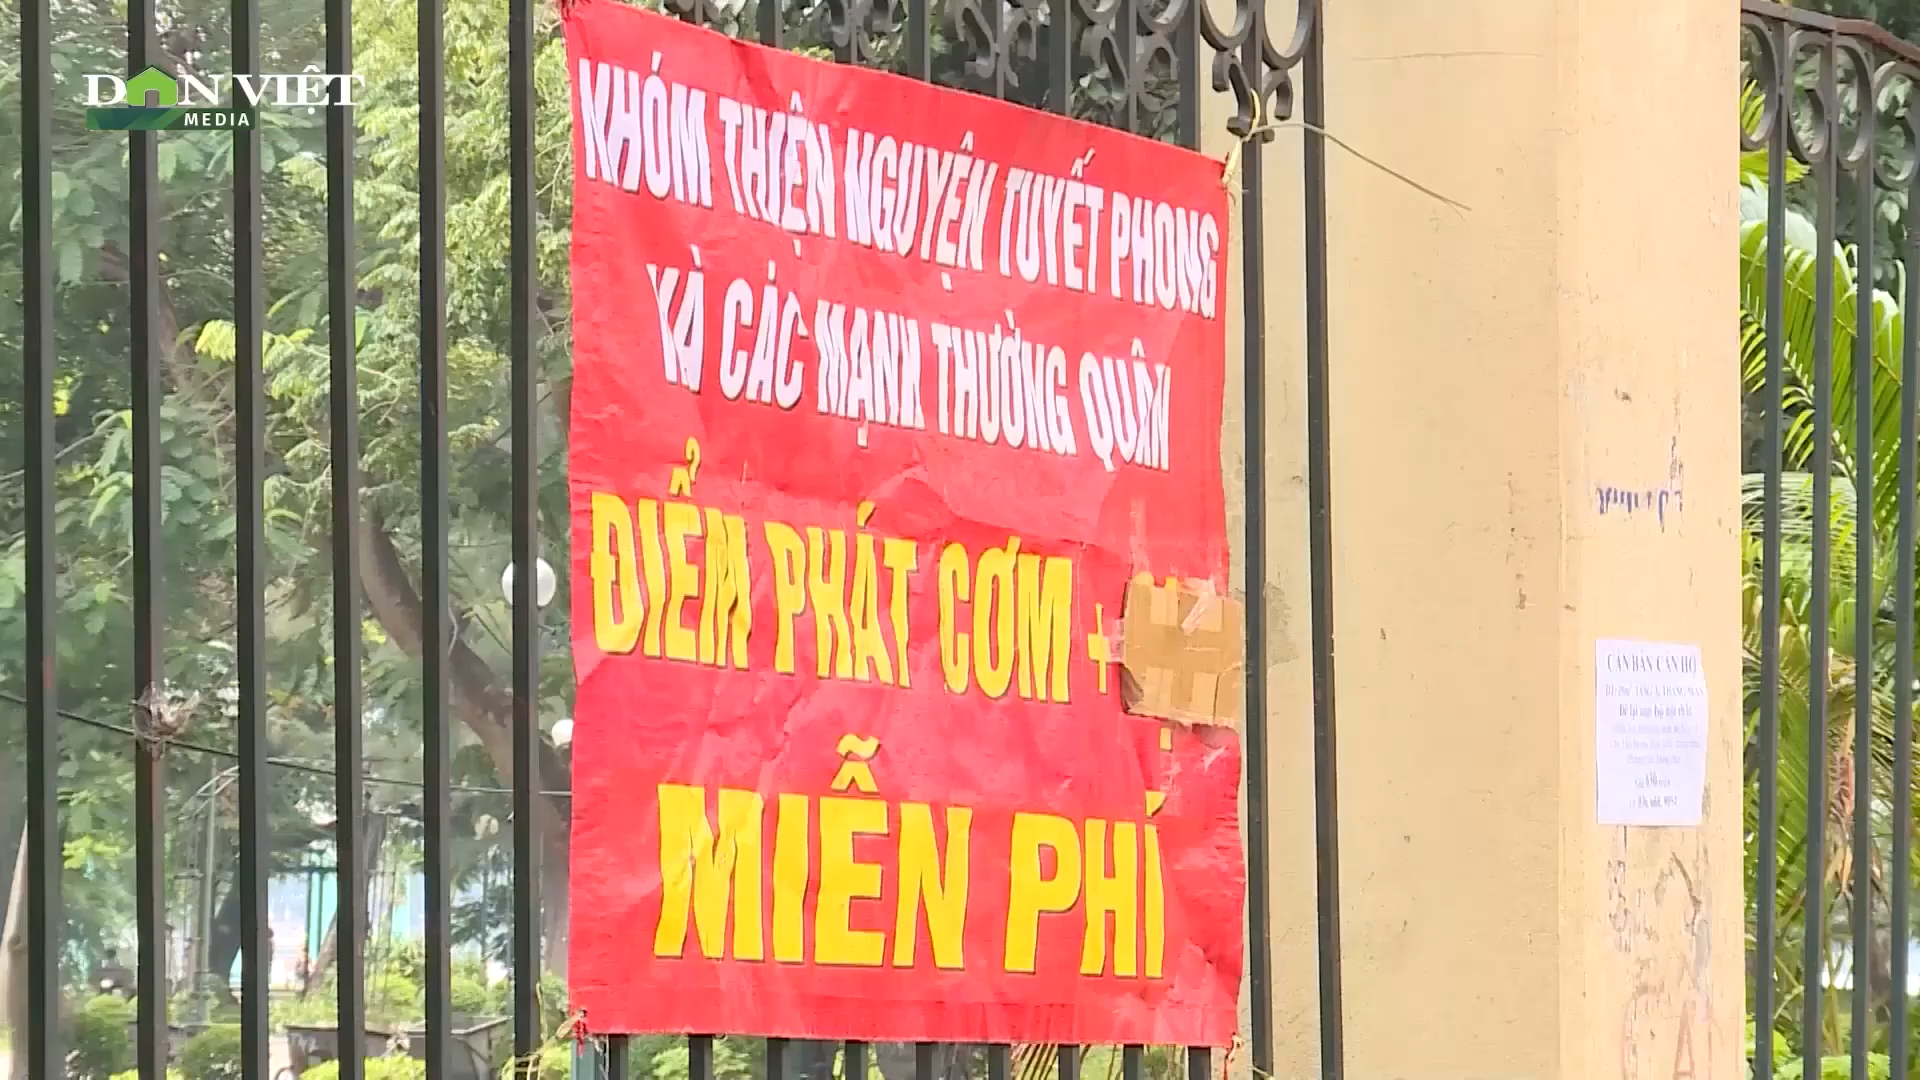 DÂN VIỆT
MEDIA
NHÓM THIỆN NGUYỆN TUYẾT PHONG
VÀ CÁC MẠNH THƯỜNG QUÂN
ĐIỂM PHÁT CƠM +
MIỄN PHÍ
CẦN BÁN CĂN HỘ